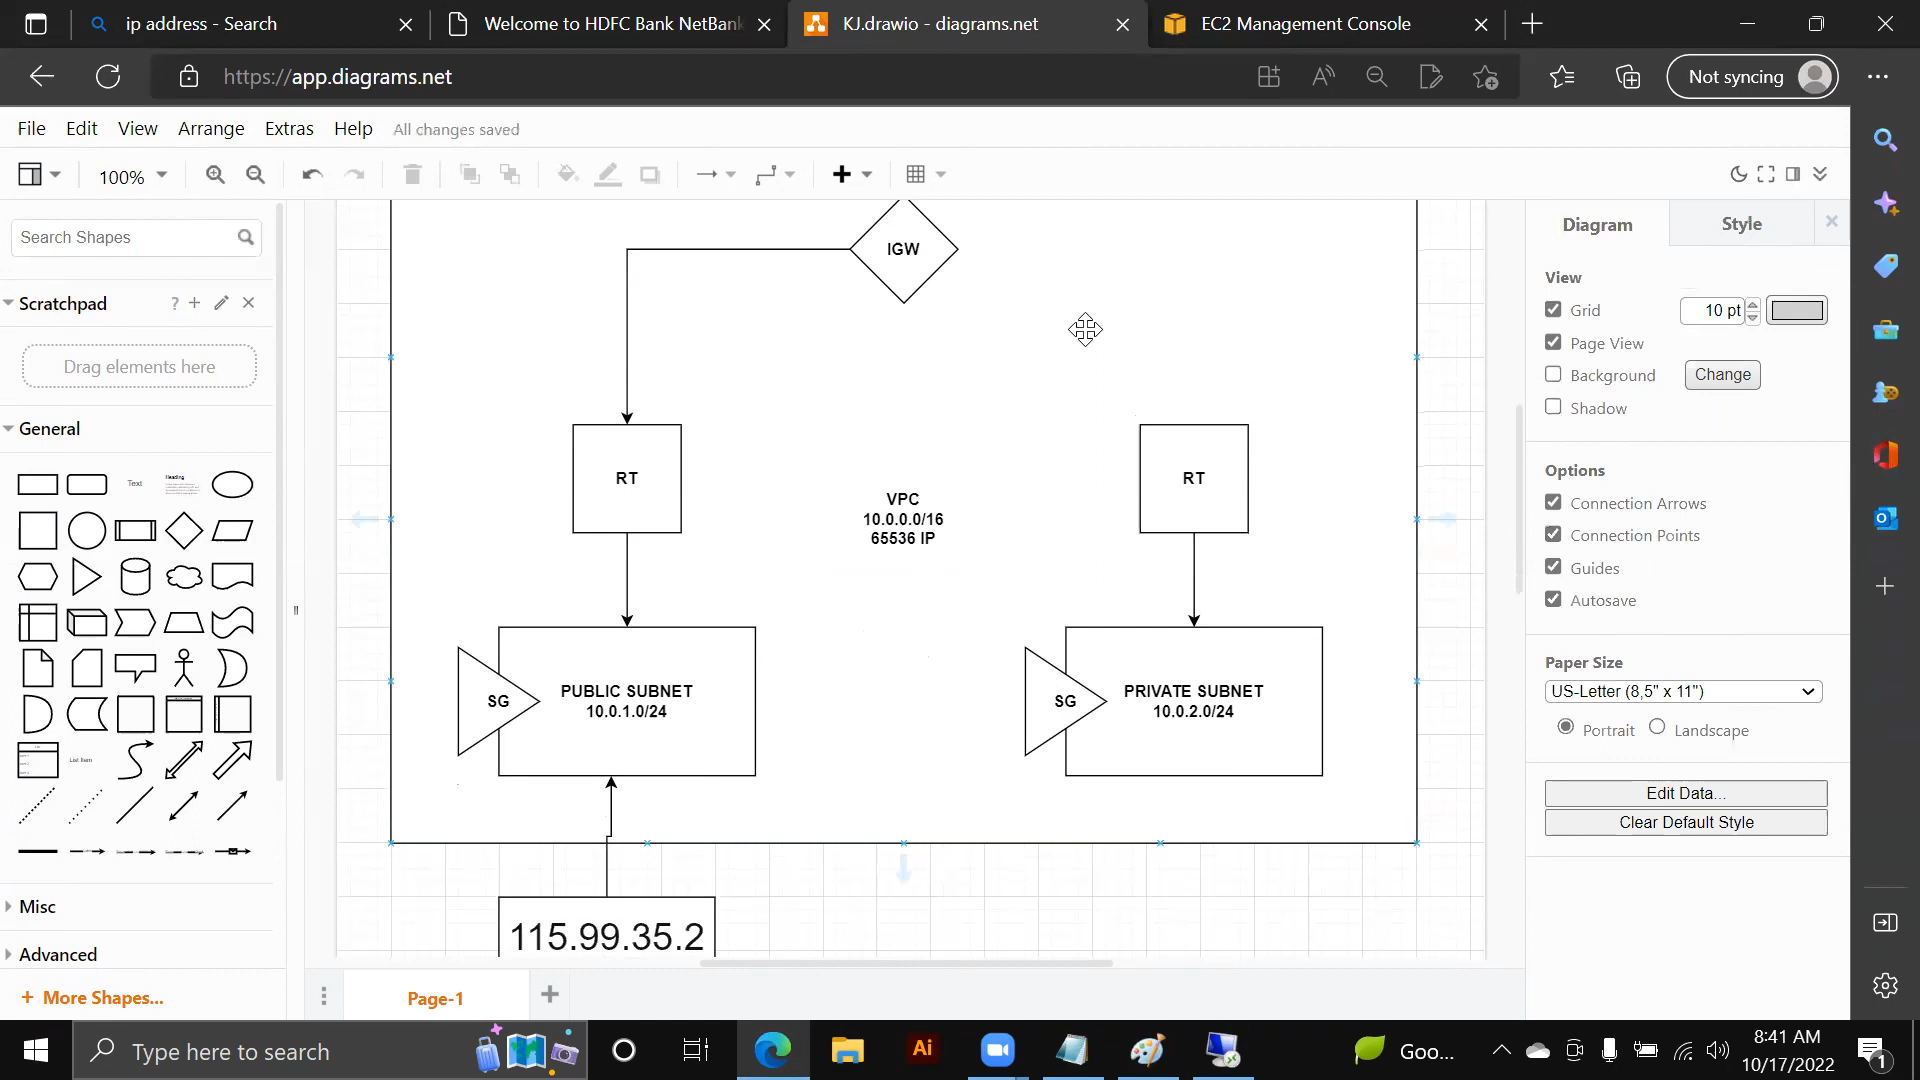 ip address - Search
Welcome to HDFC Bank NetBank
KJ.drawio - diagrams.net
EC2 Management Console
https://app.diagrams.net
Not syncing
File Edit View Arrange Extras Help All changes saved
100%
Search Shapes
Scratchpad
?
Drag elements here
General
Text
Heading
List Item
Misc
Advanced
+ More Shapes...
IGW
RT
VPC
10.0.0.0/16
65536 IP
RT
SG
PUBLIC SUBNET
10.0.1.0/24
SG
PRIVATE SUBNET
10.0.2.0/24
115.99.35.2
Page-1
Diagram
Style
View
Grid
10 pt
Page View
Background
Change
Shadow
Options
Connection Arrows
Connection Points
Guides
Autosave
Paper Size
US-Letter (8,5" x 11")
Portrait
Landscape
Edit Data...
Clear Default Style
Type here to search
Ai
Goo...
8:41 AM
10/17/2022
1